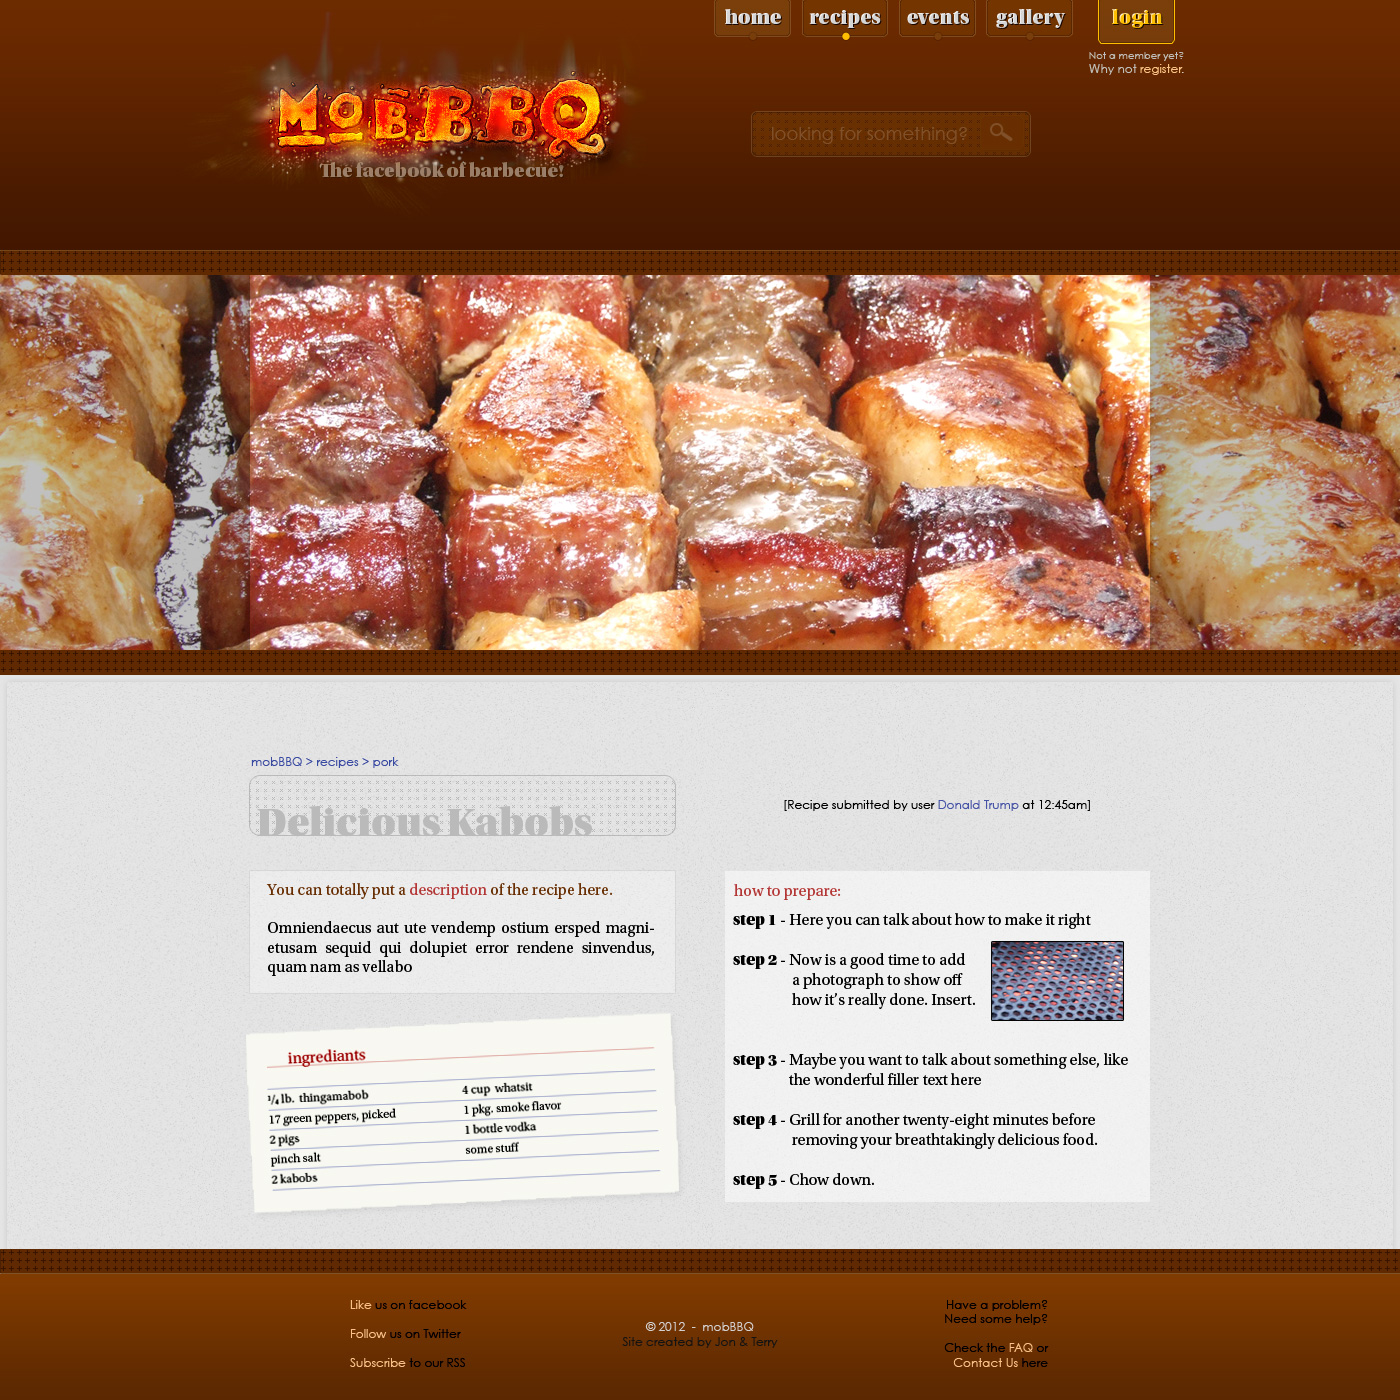 home
recipes
events
gallery
login
Not a member yet?
Why not register.
MoBBBQ
The facebook of barbecue!
looking for something?
mobBBQ > recipes > pork
Delicious Kabobs
[Recipe submitted by user Donald Trump at 12:45am]
You can totally put a description of the recipe here.
Omniendaecus aut ute vendemp ostium ersped magni-
etusam sequid qui dolupiet error rendene sinvendus,
quam nam as vellabo
ingrediants
1/4 lb. thingamabob
17 green peppers, picked
2 pigs
pinch salt
2 kabobs
4 cup whatsit
1 pkg. smoke flavor
1 bottle vodka
some stuff
how to prepare:
step 1 - Here you can talk about how to make it right
step 2 - Now is a good time to add
a photograph to show off
how it's really done. Insert.
step 3 - Maybe you want to talk about something else, like
the wonderful filler text here
step 4 - Grill for another twenty-eight minutes before
removing your breathtakingly delicious food.
step 5 - Chow down.
Like us on facebook
Follow us on Twitter
Subscribe to our RSS
© 2012 - mobBBQ
Site created by Jon & Terry
Have a problem?
Need some help?
Check the FAQ or
Contact Us here